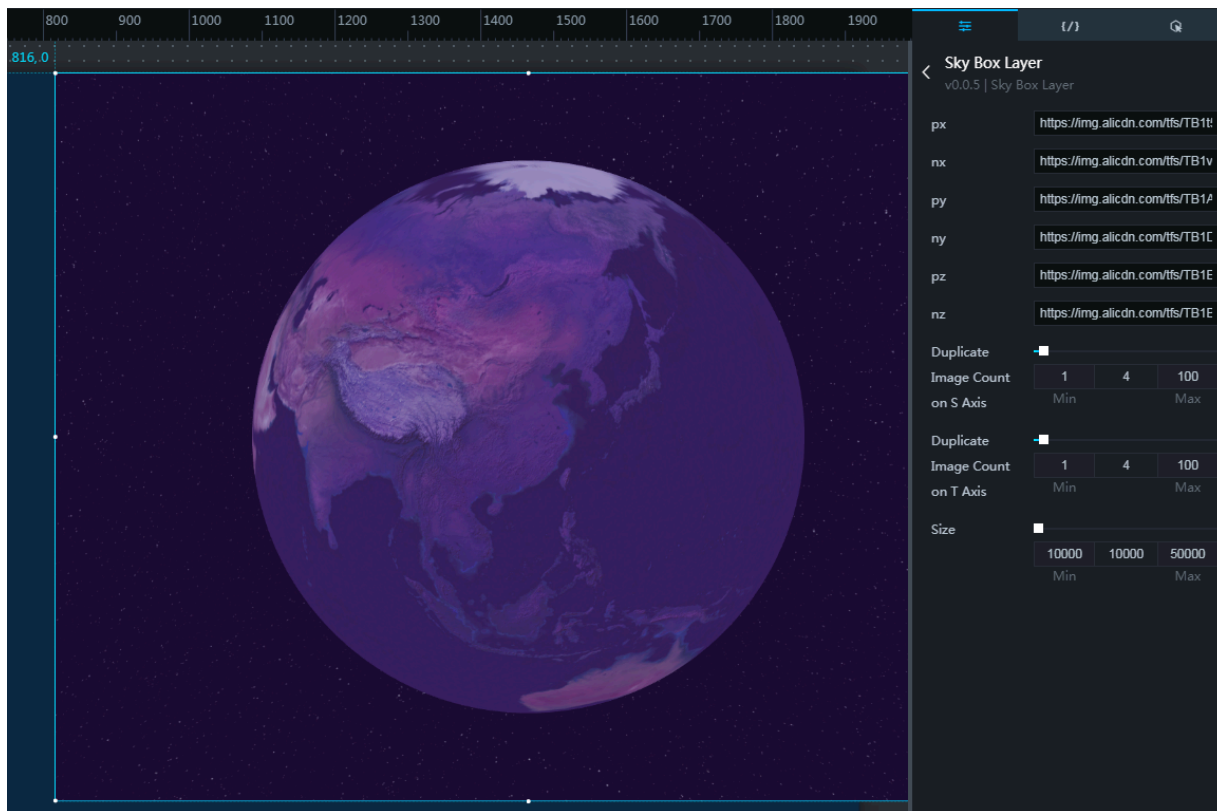 800 900 1000 1100 1200 1300 1400 1500 1600 1700 1800 1900
816,.0
{/}
Sky Box Layer
v0.0.5 | Sky Box Layer
px https://img.alicdn.com/tfs/TB1t
nx https://img.alicdn.com/tfs/TB1v
py https://img.alicdn.com/tfs/TB1A
ny https://img.alicdn.com/tfs/TB1D
pz https://img.alicdn.com/tfs/TB1E
nz https://img.alicdn.com/tfs/TB1E
Duplicate
Image Count 1 4 100
on S Axis Min Max
Duplicate
Image Count 1 4 100
on T Axis Min Max
Size
10000 10000 50000
Min Max